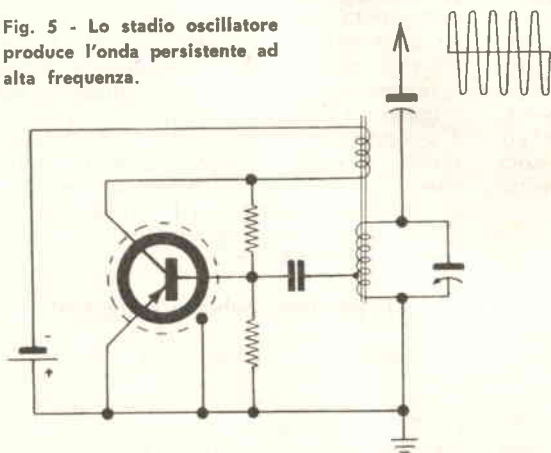 Fig. 5 - Lo stadio oscillatore
produce l'onda persistente ad
alta frequenza.
-
+